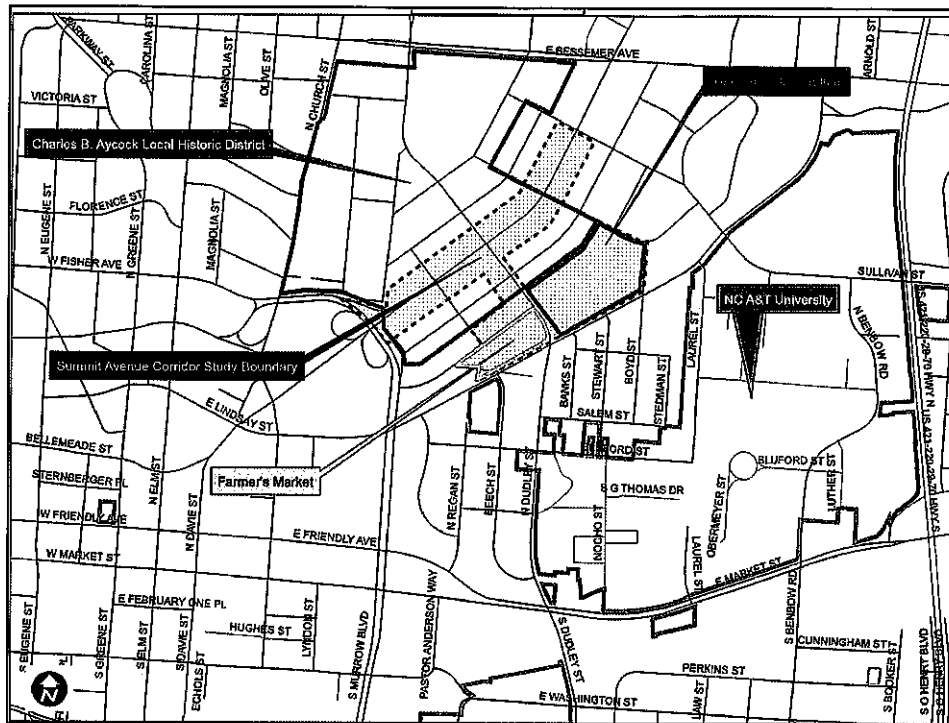 PARKWAY ST
CAROLINA ST
MAGNOLIA ST
OLIVE ST
N CHURCH ST
E BESSEMER AVE
ARNOLD ST
VICTORIA ST
Charles B. Aycock Local Historic District
FLORENCE ST
N EUGENE ST
N GREENE ST
MAGNOLIA ST
W FISHER AVE
SULLIVAN ST
NC A&T University
N BENBOW RD
LAUREL ST
Summit Avenue Corridor Study Boundary
BANKS ST
STEWART ST
BOYD ST
STEDMAN ST
E LINDSAY ST
SALEM ST
BELLEMEADE ST
BLUFORD ST
STERNBERGER PL
Farmer's Market
N ELM ST
N DAVIE ST
N REGAN ST
BEECH ST
N DUDLEY ST
S G THOMAS DR
OBERMEYER ST
LUTHER ST
W FRIENDLY AVE
E FRIENDLY AVE
NOCHO ST
LAUREL ST
W MARKET ST
E MARKET ST
E FEBRUARY ONE PL
HUGHES ST
LYNDON ST
S MURROW BLVD
PASTOR ANDERSON WAY
S DUDLEY ST
S BENBOW RD
CUNNINGHAM ST
S EUGENE ST
S GREENE ST
S ELM ST
S DAVIE ST
ECHOLS ST
PERKINS ST
LAW ST
E WASHINGTON ST
S BOOKER ST
S O HENRY BLVD
N